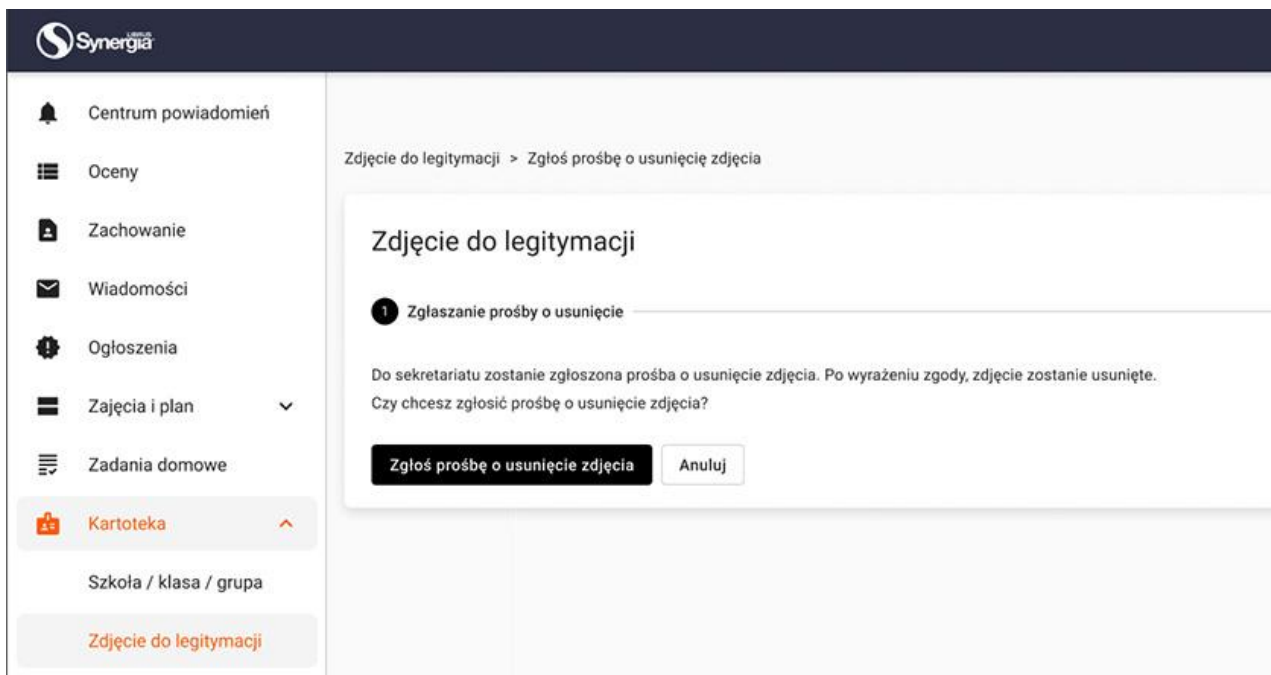 LIBRUS
Synergia
Centrum powiadomień
Oceny
Zachowanie
Wiadomości
Ogłoszenia
Zajęcia i plan
Zadania domowe
Kartoteka
Szkoła / klasa / grupa
Zdjęcie do legitymacji
Zdjęcie do legitymacji > Zgłoś prośbę o usunięcię zdjęcia
Zdjęcie do legitymacji
1 Zgłaszanie prośby o usunięcie
Do sekretariatu zostanie zgłoszona prośba o usunięcie zdjęcia. Po wyrażeniu zgody, zdjęcie zostanie usunięte.
Czy chcesz zgłosić prośbę o usunięcie zdjęcia?
Zgłoś prośbę o usunięcie zdjęcia
Anuluj